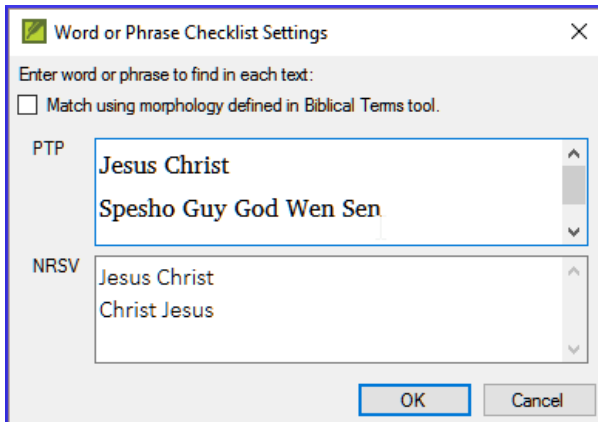 Word or Phrase Checklist Settings
Enter word or phrase to find in each text:
Match using morphology defined in Biblical Terms tool.
PTP
Jesus Christ
Spesho Guy God Wen Sen
NRSV
Jesus Christ
Christ Jesus
OK
Cancel